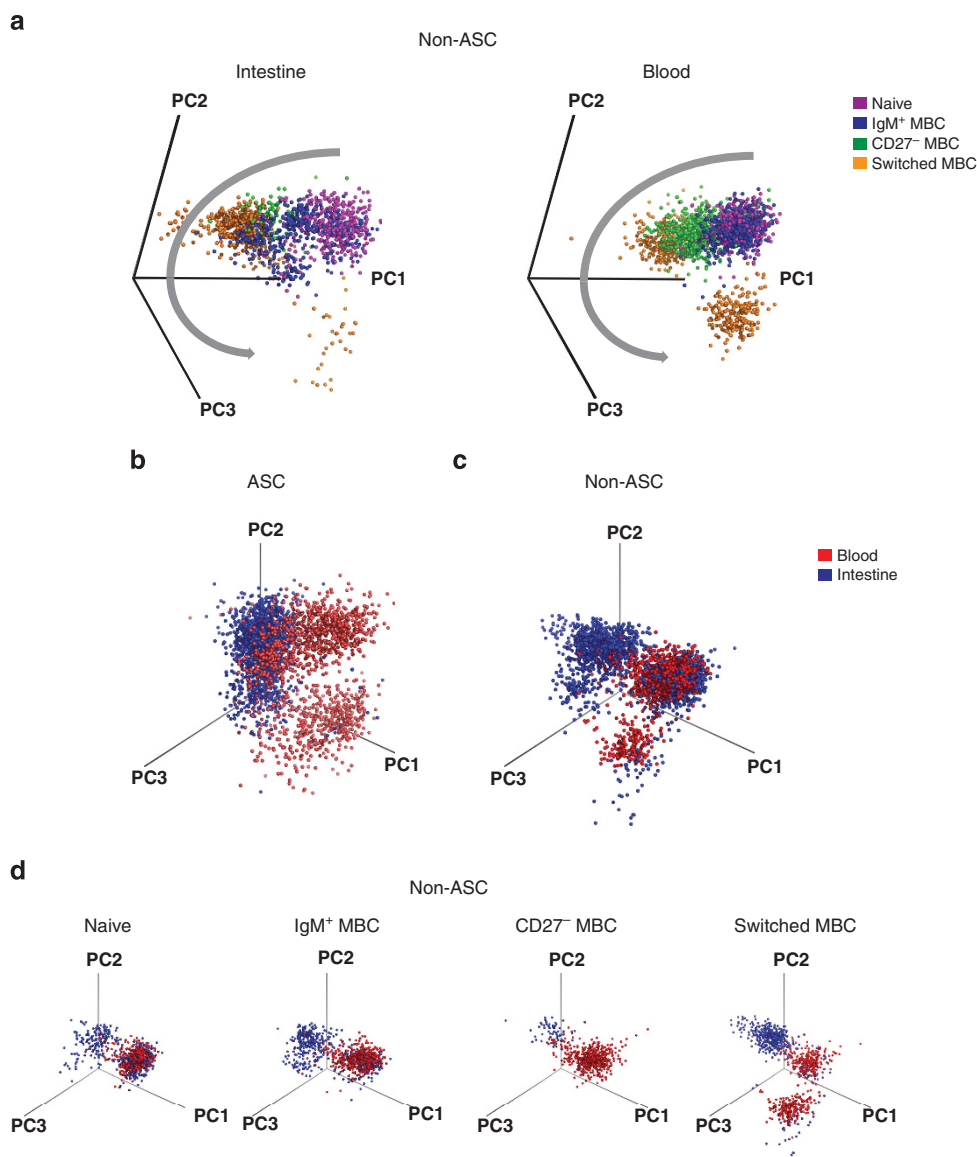 a
Non-ASC
Intestine
Blood
PC2
PC1
PC3
PC2
PC1
PC3
Naive
IgM⁺ MBC
CD27⁻ MBC
Switched MBC
b
ASC
PC2
PC3
PC1
c
Non-ASC
PC2
PC3
PC1
Blood
Intestine
d
Non-ASC
Naive
IgM⁺ MBC
CD27⁻ MBC
Switched MBC
PC2
PC3
PC1
PC2
PC3
PC1
PC2
PC3
PC1
PC2
PC3
PC1